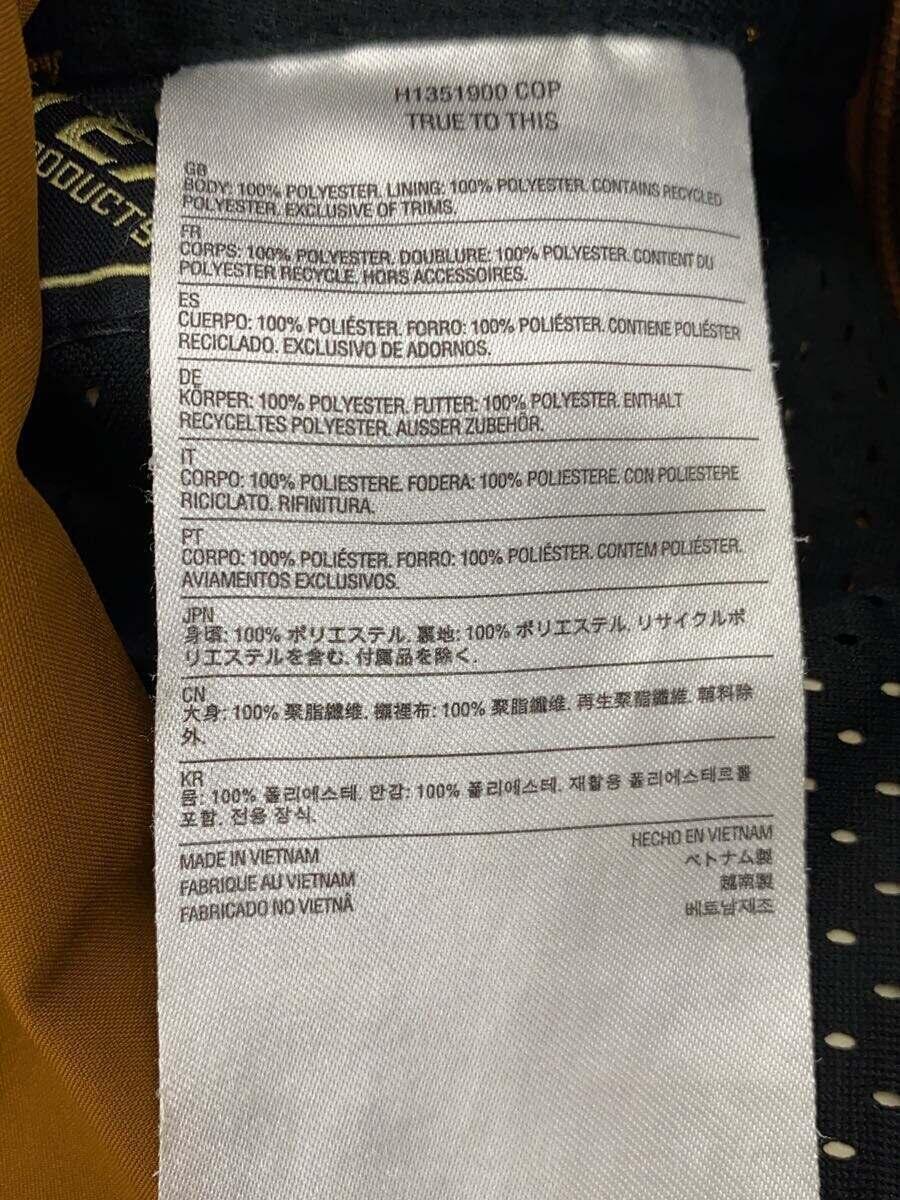 H1351900 COP
TRUE TO THIS
GB
BODY: 100% POLYESTER. LINING: 100% POLYESTER. CONTAINS RECYCLED
POLYESTER. EXCLUSIVE OF TRIMS.
FR
CORPS: 100% POLYESTER. DOUBLURE: 100% POLYESTER. CONTIENT DU
POLYESTER RECYCLE. HORS ACCESSOIRES.
ES
CUERPO: 100% POLIÉSTER. FORRO: 100% POLIÉSTER. CONTIENE POLIÉSTER
RECICLADO. EXCLUSIVO DE ADORNOS.
DE
KÖRPER: 100% POLYESTER. FUTTER: 100% POLYESTER. ENTHALT
RECYCELTES POLYESTER. AUSSER ZUBEHÖR.
IT
CORPO: 100% POLIESTERE. FODERA: 100% POLIESTERE. CON POLIESTERE
RICICLATO. RIFINITURA.
PT
CORPO: 100% POLIÉSTER. FORRO: 100% POLIÉSTER. CONTEM POLIÉSTER.
AVIAMENTOS EXCLUSIVOS.
JPN
身頃: 100% ポリエステル. 裏地: 100% ポリエステル. リサイクルポ
リエステルを含む. 付属品を除く.
CN
大身: 100% 聚脂纖维. 襯裡布: 100% 聚脂纖维. 再生聚酯纖維. 輔料除
外.
KR
몸: 100% 폴리에스테. 안감: 100% 폴리에스테. 재활용 폴리에스테르를
포함. 전용 장식.
MADE IN VIETNAM
FABRIQUE AU VIETNAM
FABRICADO NO VIETNÃ
HECHO EN VIETNAM
ベトナム製
越南製
베트남제조
ODUCTS